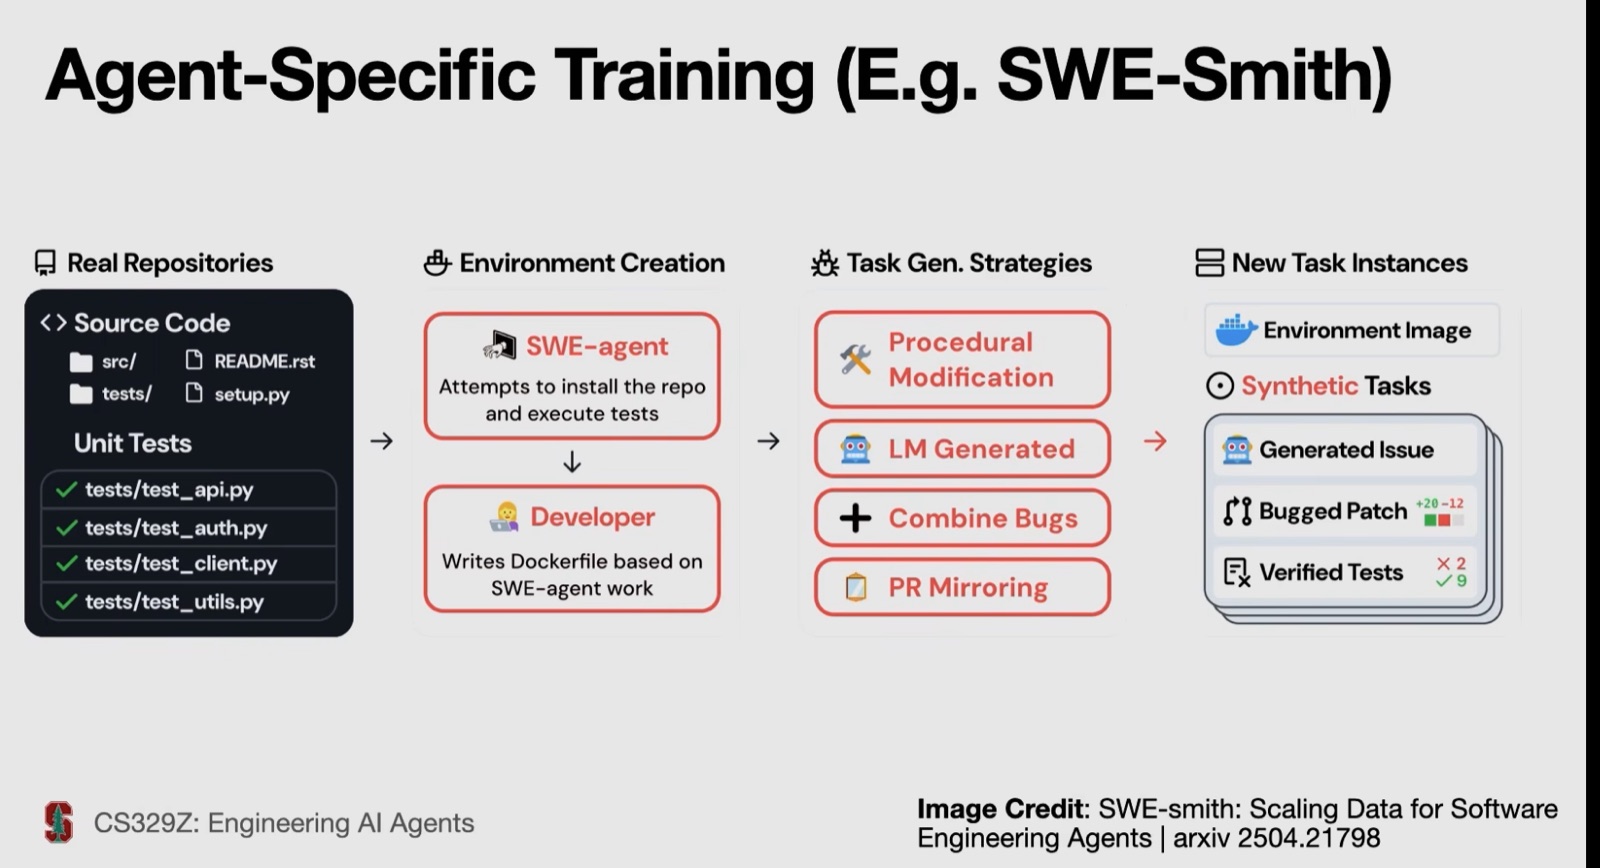 Agent-Specific Training (E.g. SWE-Smith)
Real Repositories
<> Source Code
src/
README.rst
tests/
setup.py
Unit Tests
tests/test_api.py
tests/test_auth.py
tests/test_client.py
tests/test_utils.py
Environment Creation
SWE-agent
Attempts to install the repo
and execute tests
Developer
Writes Dockerfile based on
SWE-agent work
Task Gen. Strategies
Procedural
Modification
LM Generated
Combine Bugs
PR Mirroring
New Task Instances
Environment Image
Synthetic Tasks
Generated Issue
Bugged Patch +20 -12
Verified Tests
2
9
CS329Z: Engineering AI Agents
Image Credit: SWE-smith: Scaling Data for Software
Engineering Agents | arxiv 2504.21798